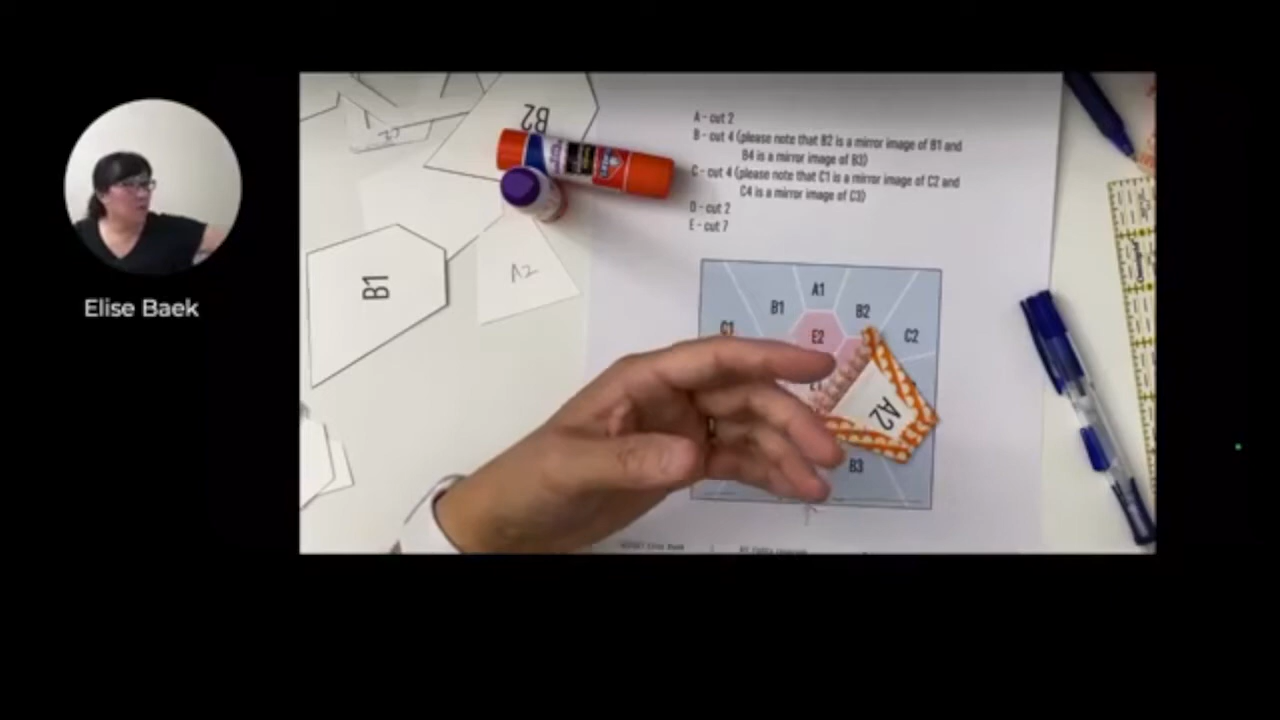 Elise Baek
B2
B1
A2
A - cut 2
B - cut 4 (please note that B2 is a mirror image of B1 and
B4 is a mirror image of B3)
C - cut 4 (please note that C1 is a mirror image of C2 and
C4 is a mirror image of C3)
D - cut 2
E - cut 7
A1
B1
B2
C1
E2
C2
A2
B3